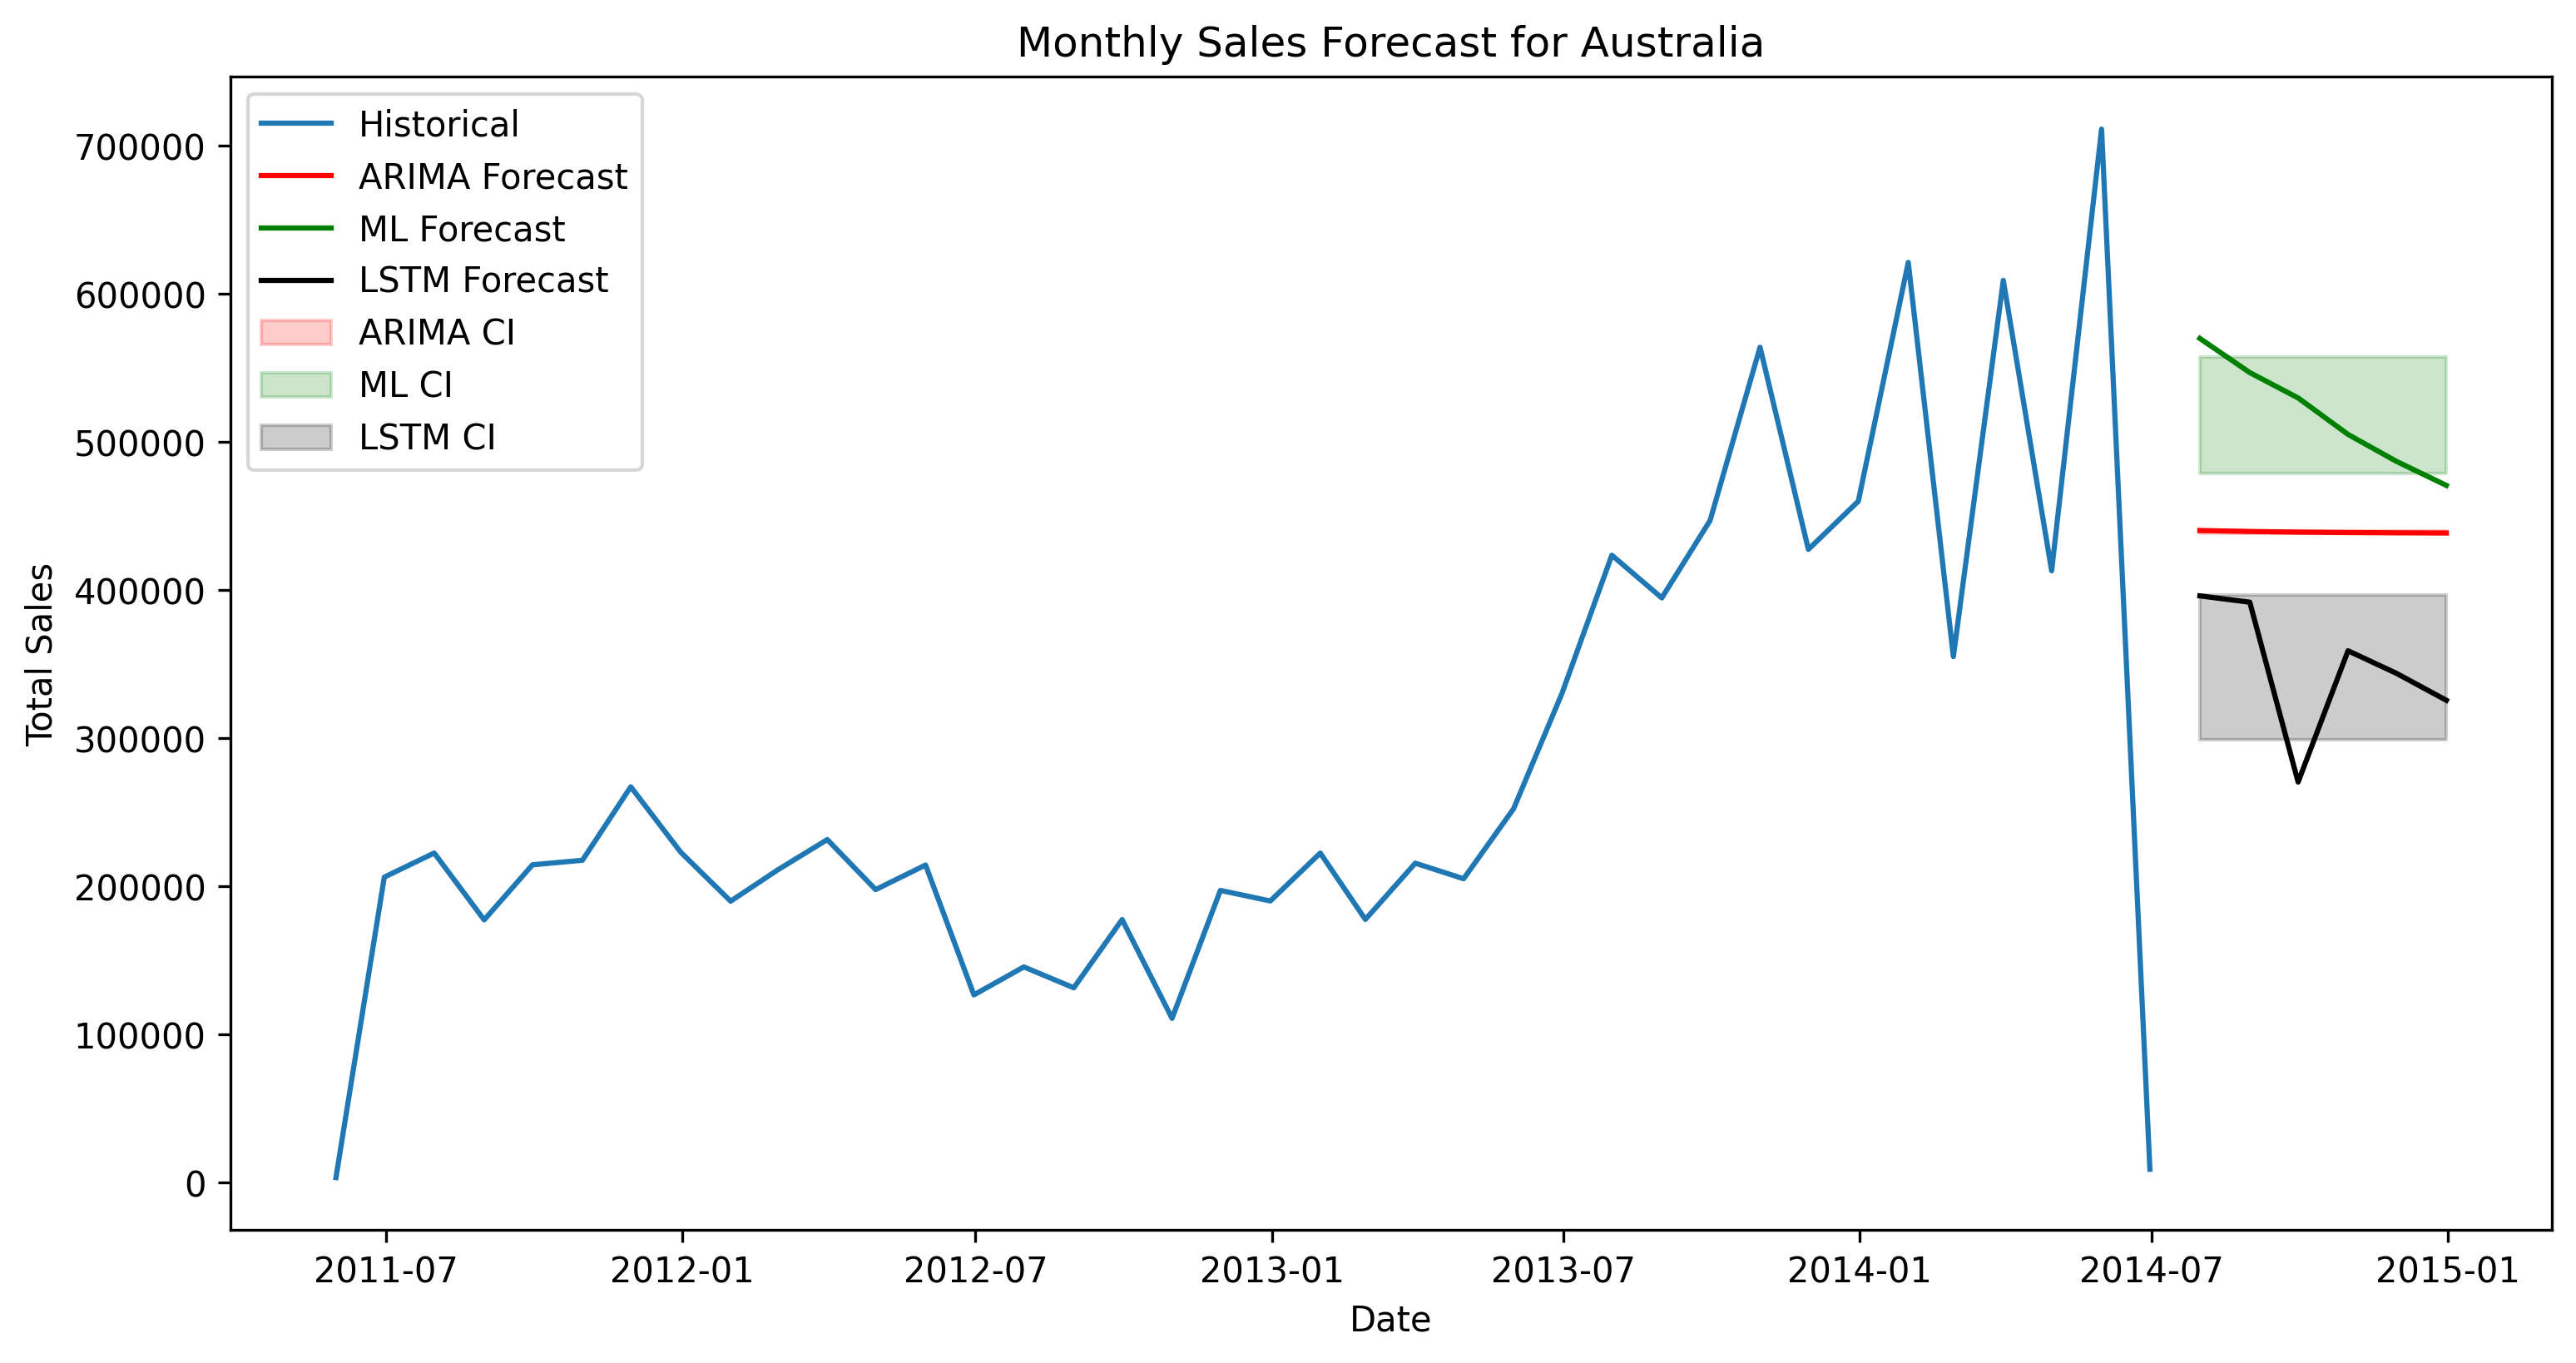 Monthly Sales Forecast for Australia
Historical
ARIMA Forecast
ML Forecast
LSTM Forecast
ARIMA CI
ML CI
LSTM CI
Total Sales
700000
600000
500000
400000
300000
200000
100000
0
2011-07 2012-01 2012-07 2013-01 2013-07 2014-01 2014-07 2015-01
Date